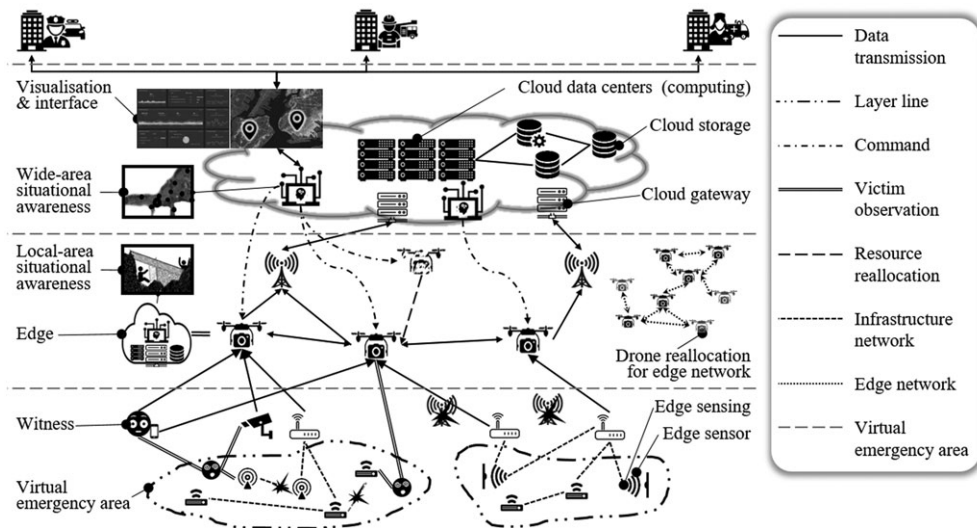 Visualisation
& interface
Cloud data centers (computing)
Cloud storage
Wide-area
situational
awareness
Cloud gateway
Local-area
situational
awareness
Edge
Drone reallocation
for edge network
Witness
Edge sensing
Edge sensor
Virtual
emergency area
Data
transmission
Layer line
Command
Victim
observation
Resource
reallocation
Infrastructure
network
Edge network
Virtual
emergency area